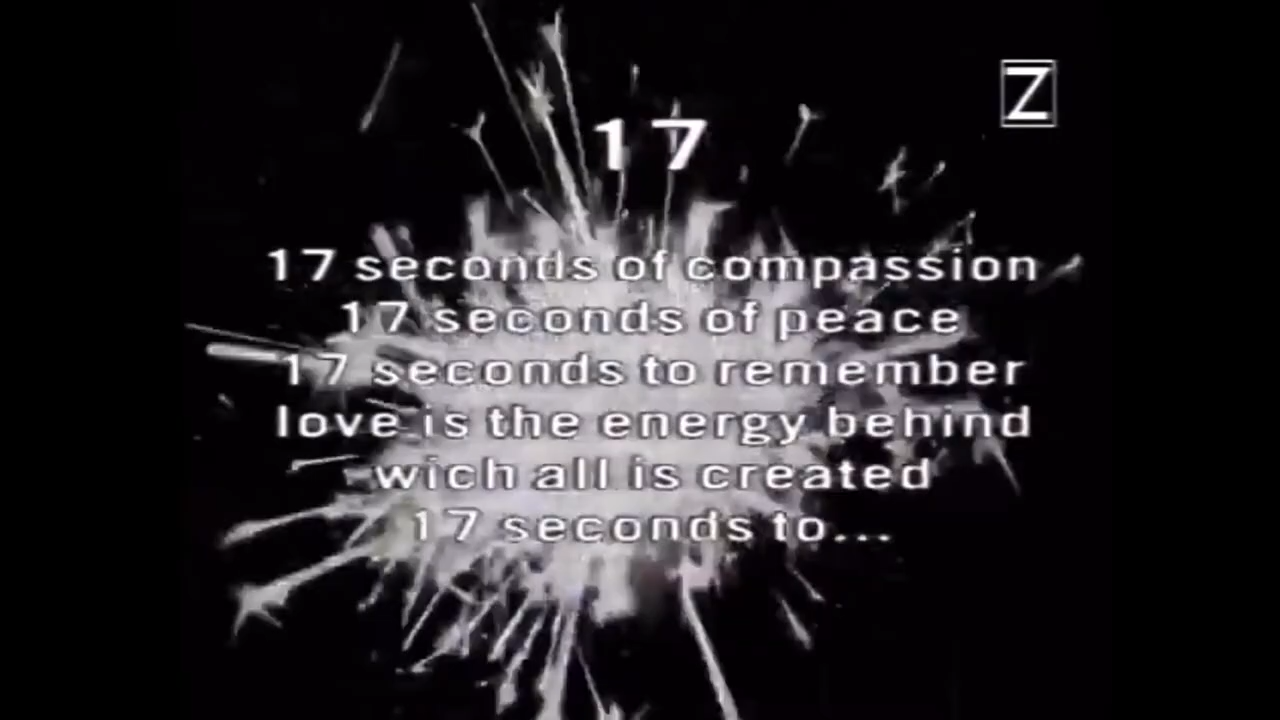 Z
17
17 seconds of compassion
17 seconds of peace
17 seconds to remember
love is the energy behind
wich all is created
17 seconds to...